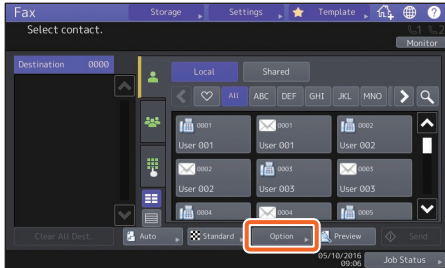 Fax
Storage
Settings
Template
?
Select contact.
1 2
Monitor
Destination 0000
Local
Shared
All
ABC
DEF
GHI
JKL
MNO
0001
User 001
0001
User 001
0002
User 002
0002
User 002
0003
User 003
0003
User 003
0004
0004
0005
Clear All Dest.
Auto
Standard
Option
Preview
Send
05/10/2016
09:06
Job Status